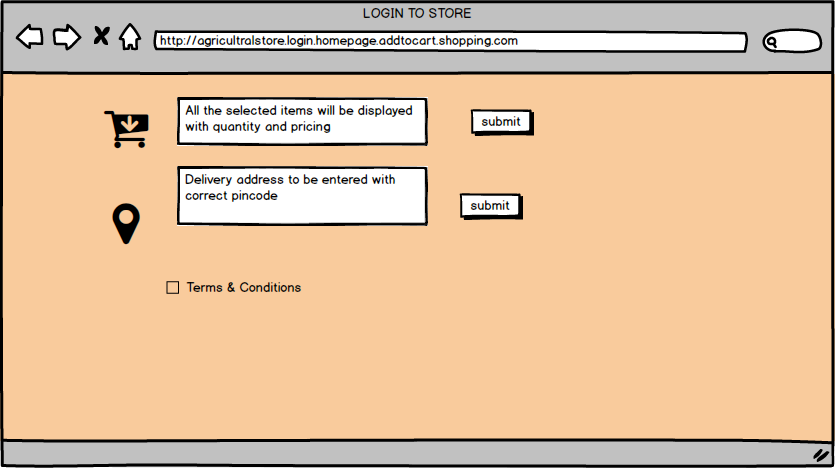 LOGIN TO STORE
http://agricultralstore.login.homepage.addtocart.shopping.com
All the selected items will be displayed
with quantity and pricing
submit
Delivery address to be entered with
correct pincode
submit
Terms & Conditions